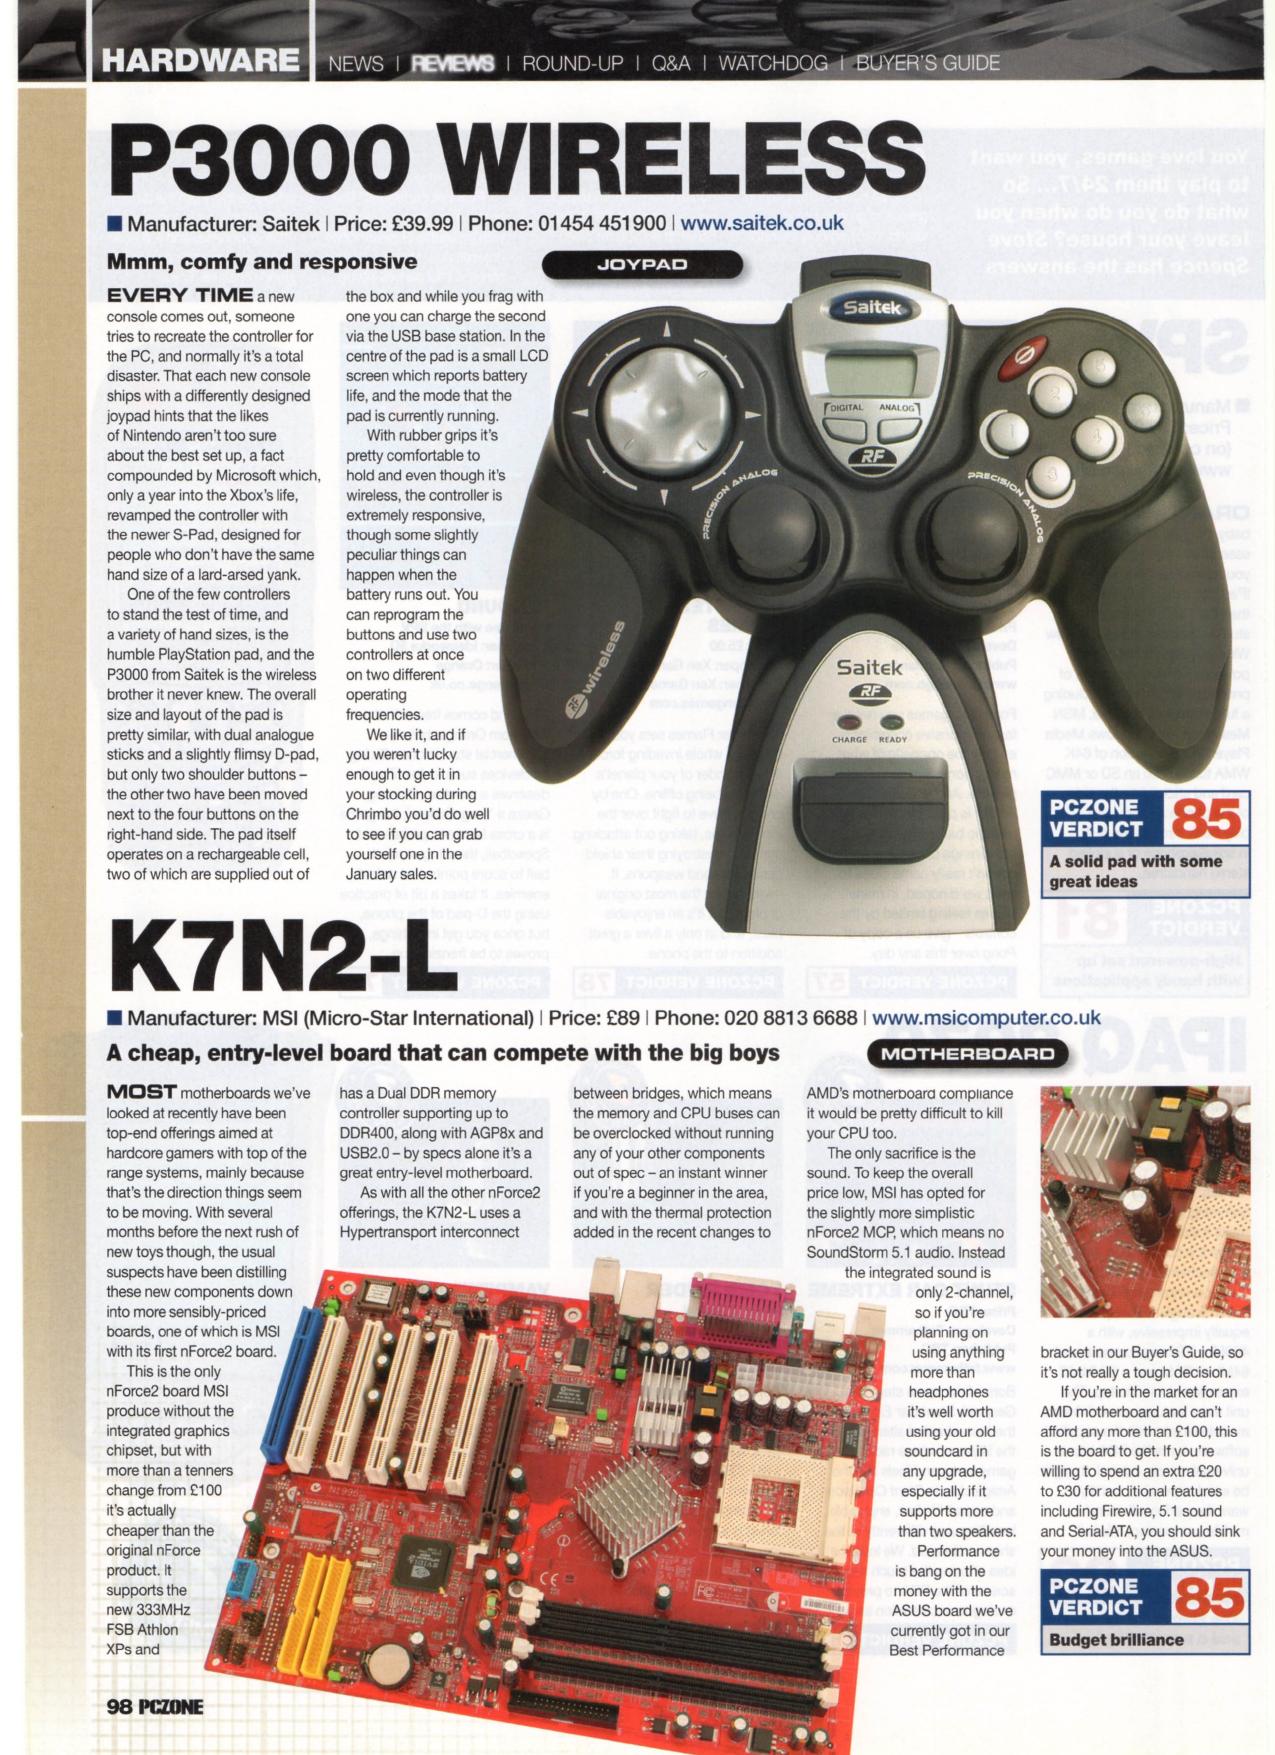 HARDWARE
NEWS | REVIEWS | ROUND-UP | Q&A | WATCHDOG | BUYER'S GUIDE
P3000 WIRELESS
■ Manufacturer: Saitek | Price: £39.99 | Phone: 01454 451900 | www.saitek.co.uk
Mmm, comfy and responsive
JOYPAD
EVERY TIME a new
console comes out, someone
tries to recreate the controller for
the PC, and normally it's a total
disaster. That each new console
ships with a differently designed
joypad hints that the likes
of Nintendo aren't too sure
about the best set up, a fact
compounded by Microsoft which,
only a year into the Xbox's life,
revamped the controller with
the newer S-Pad, designed for
people who don't have the same
hand size of a lard-arsed yank.
One of the few controllers
to stand the test of time, and
a variety of hand sizes, is the
humble PlayStation pad, and the
P3000 from Saitek is the wireless
brother it never knew. The overall
size and layout of the pad is
pretty similar, with dual analogue
sticks and a slightly flimsy D-pad,
but only two shoulder buttons –
the other two have been moved
next to the four buttons on the
right-hand side. The pad itself
operates on a rechargeable cell,
two of which are supplied out of
the box and while you frag with
one you can charge the second
via the USB base station. In the
centre of the pad is a small LCD
screen which reports battery
life, and the mode that the
pad is currently running.
With rubber grips it's
pretty comfortable to
hold and even though it's
wireless, the controller is
extremely responsive,
though some slightly
peculiar things can
happen when the
battery runs out. You
can reprogram the
buttons and use two
controllers at once
on two different
operating
frequencies.
We like it, and if
you weren't lucky
enough to get it in
your stocking during
Chrimbo you'd do well
to see if you can grab
yourself one in the
January sales.
Saitek
DIGITAL ANALOG
RF
PRECISION ANALOG
PRECISION ANALOG
1
2
3
4
5
RF wireless
Saitek
RF
CHARGE READY
PCZONE
VERDICT
85
A solid pad with some
great ideas
K7N2-L
■ Manufacturer: MSI (Micro-Star International) | Price: £89 | Phone: 020 8813 6688 | www.msicomputer.co.uk
A cheap, entry-level board that can compete with the big boys
MOTHERBOARD
MOST motherboards we've
looked at recently have been
top-end offerings aimed at
hardcore gamers with top of the
range systems, mainly because
that's the direction things seem
to be moving. With several
months before the next rush of
new toys though, the usual
suspects have been distilling
these new components down
into more sensibly-priced
boards, one of which is MSI
with its first nForce2 board.
This is the only
nForce2 board MSI
produce without the
integrated graphics
chipset, but with
more than a tenners
change from £100
it's actually
cheaper than the
original nForce
product. It
supports the
new 333MHz
FSB Athlon
XPs and
has a Dual DDR memory
controller supporting up to
DDR400, along with AGP8x and
USB2.0 – by specs alone it's a
great entry-level motherboard.
As with all the other nForce2
offerings, the K7N2-L uses a
Hypertransport interconnect
between bridges, which means
the memory and CPU buses can
be overclocked without running
any of your other components
out of spec – an instant winner
if you're a beginner in the area,
and with the thermal protection
added in the recent changes to
AMD's motherboard compliance
it would be pretty difficult to kill
your CPU too.
The only sacrifice is the
sound. To keep the overall
price low, MSI has opted for
the slightly more simplistic
nForce2 MCP, which means no
SoundStorm 5.1 audio. Instead
the integrated sound is
only 2-channel,
so if you're
planning on
using anything
more than
headphones
it's well worth
using your old
soundcard in
any upgrade,
especially if it
supports more
than two speakers.
Performance
is bang on the
money with the
ASUS board we've
currently got in our
Best Performance
bracket in our Buyer's Guide, so
it's not really a tough decision.
If you're in the market for an
AMD motherboard and can't
afford any more than £100, this
is the board to get. If you're
willing to spend an extra £20
to £30 for additional features
including Firewire, 5.1 sound
and Serial-ATA, you should sink
your money into the ASUS.
PCZONE
VERDICT
85
Budget brilliance
98 PCZONE